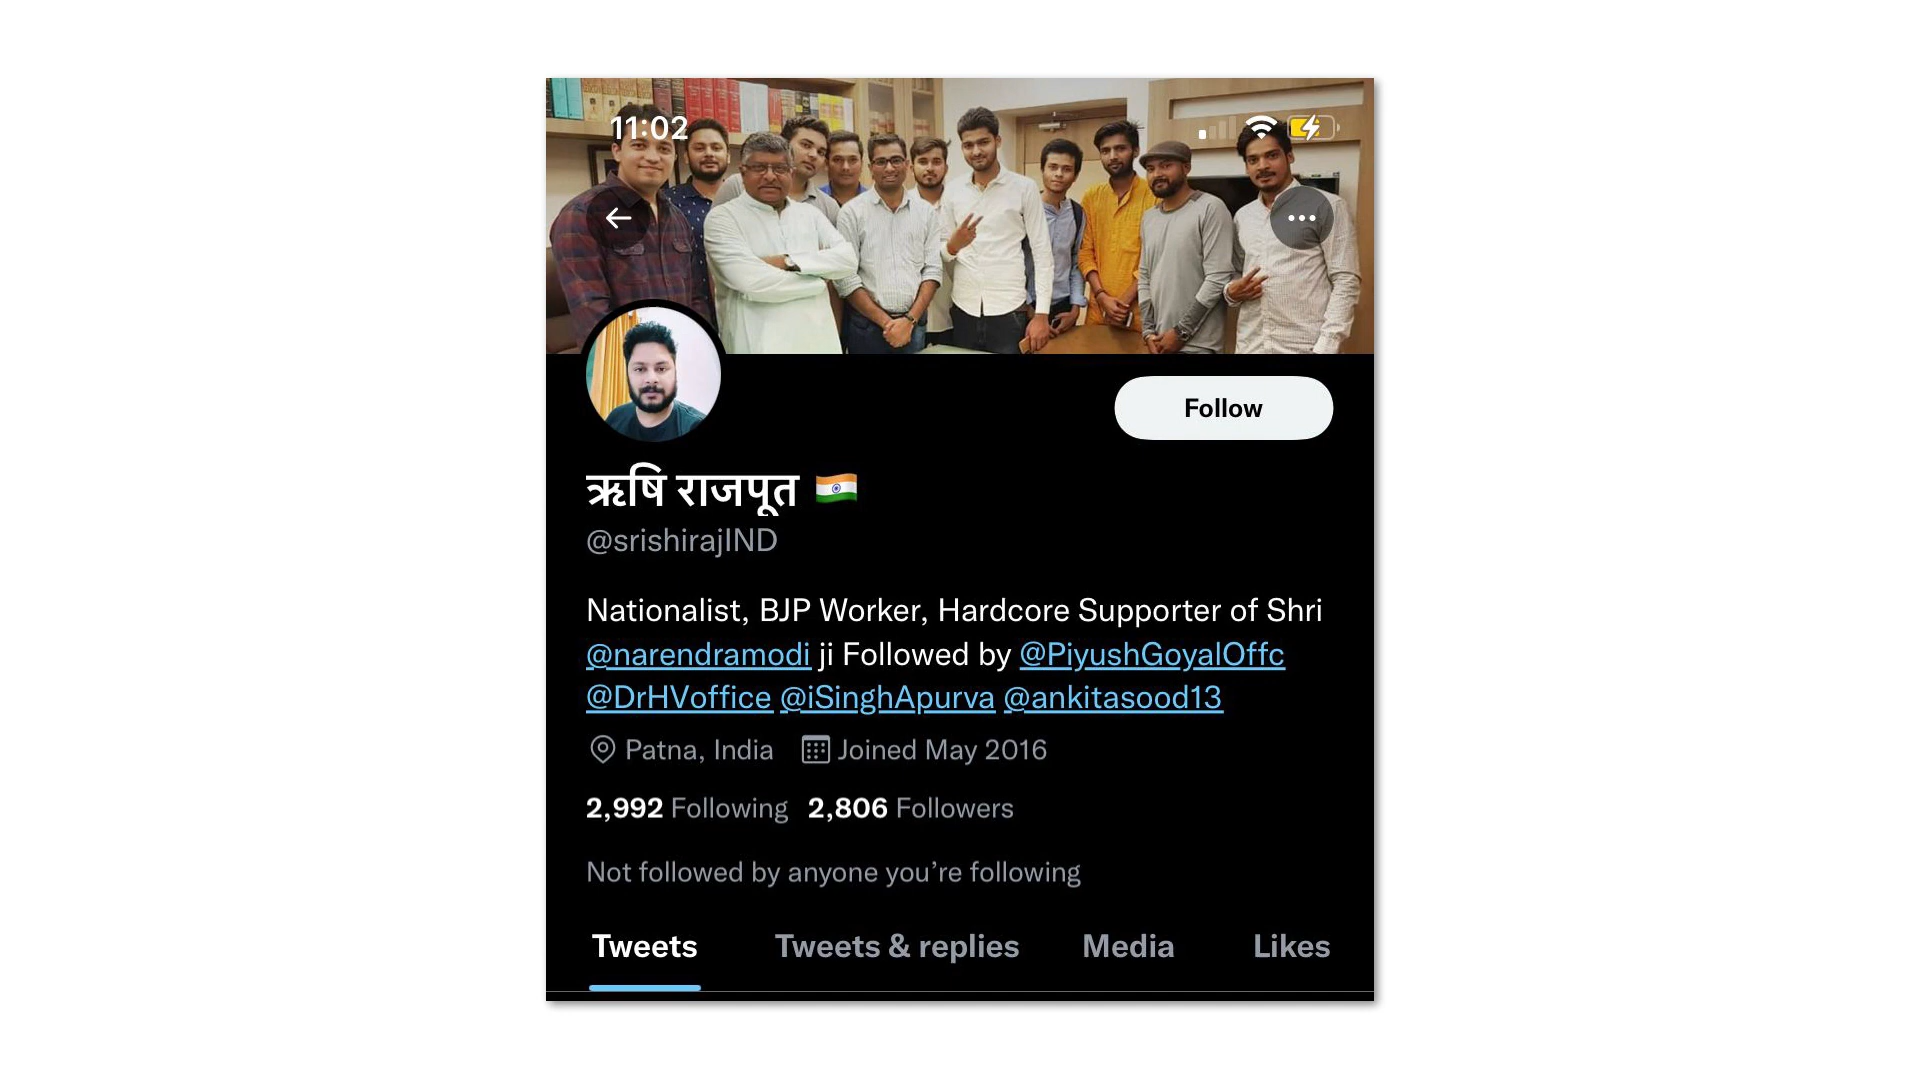 11:02
Follow
ऋषि राजपूत 🇮🇳
@srishirajIND
Nationalist, BJP Worker, Hardcore Supporter of Shri
@narendramodi ji Followed by @PiyushGoyalOffc
@DrHVoffice @iSinghApurva @ankitasood13
Patna, India Joined May 2016
2,992 Following 2,806 Followers
Not followed by anyone you’re following
Tweets Tweets & replies Media Likes